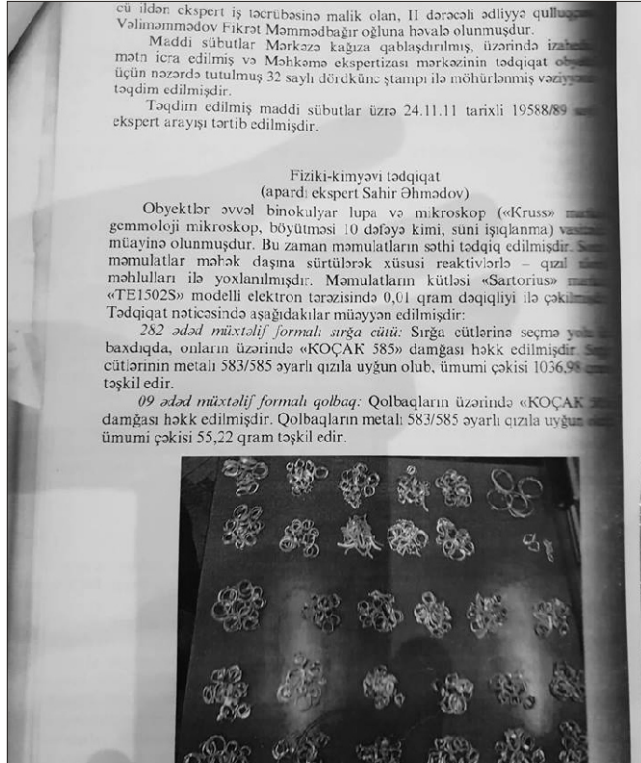 cü ildən ekspert iş təcrübəsinə malik olan, II dərəcəli ədliyyə
Vəliməmmədov Fikrət Məmmədbağır oğluna həvalə olunmuşdur.
Maddi sübutlar Mərkəzə kağıza qablaşdırılmış, üzərində
mətn icra edilmiş və Məhkəmə ekspertizası mərkəzinin tədqiqat
üçün nəzərdə tutulmuş 32 saylı dördkünc ştampı ilə möhürlənmiş
təqdim edilmişdir.
Təqdim edilmiş maddi sübutlar üzrə 24.11.11 tarixli 19588/89
ekspert arayışı tərtib edilmişdir.
Fiziki-kimyəvi tədqiqat
(apardı ekspert Sahir Əhmədov)
Obyektlər əvvəl binokulyar lupa və mikroskop («Kruss»
gemmoloji mikroskop, böyütməsi 10 dəfəyə kimi, süni işıqlanma)
müayinə olunmuşdur. Bu zaman məmulatların səthi tədqiq edilmişdir.
məmulatlar məhək daşına sürtülərək xüsusi reaktivlərlə – qızıl
məhlulları ilə yoxlanılmışdır. Məmulatların kütləsi «Sartorius»
«TE1502S» modelli elektron tərəzisində 0,01 qram dəqiqliyi ilə
Tədqiqat nəticəsində aşağıdakılar müəyyən edilmişdir:
282 ədəd müxtəlif formalı sırğa cütü: Sırğa cütlərinə seçmə
baxdıqda, onların üzərində «KOÇAK 585» damğası həkk edilmişdir.
cütlərinin metalı 583/585 əyarlı qızıla uyğun olub, ümumi çəkisi 1036,98
təşkil edir.
09 ədəd müxtəlif formalı qolbaq: Qolbaqların üzərində «KOÇAK
damğası həkk edilmişdir. Qolbaqların metalı 583/585 əyarlı qızıla
ümumi çəkisi 55,22 qram təşkil edir.